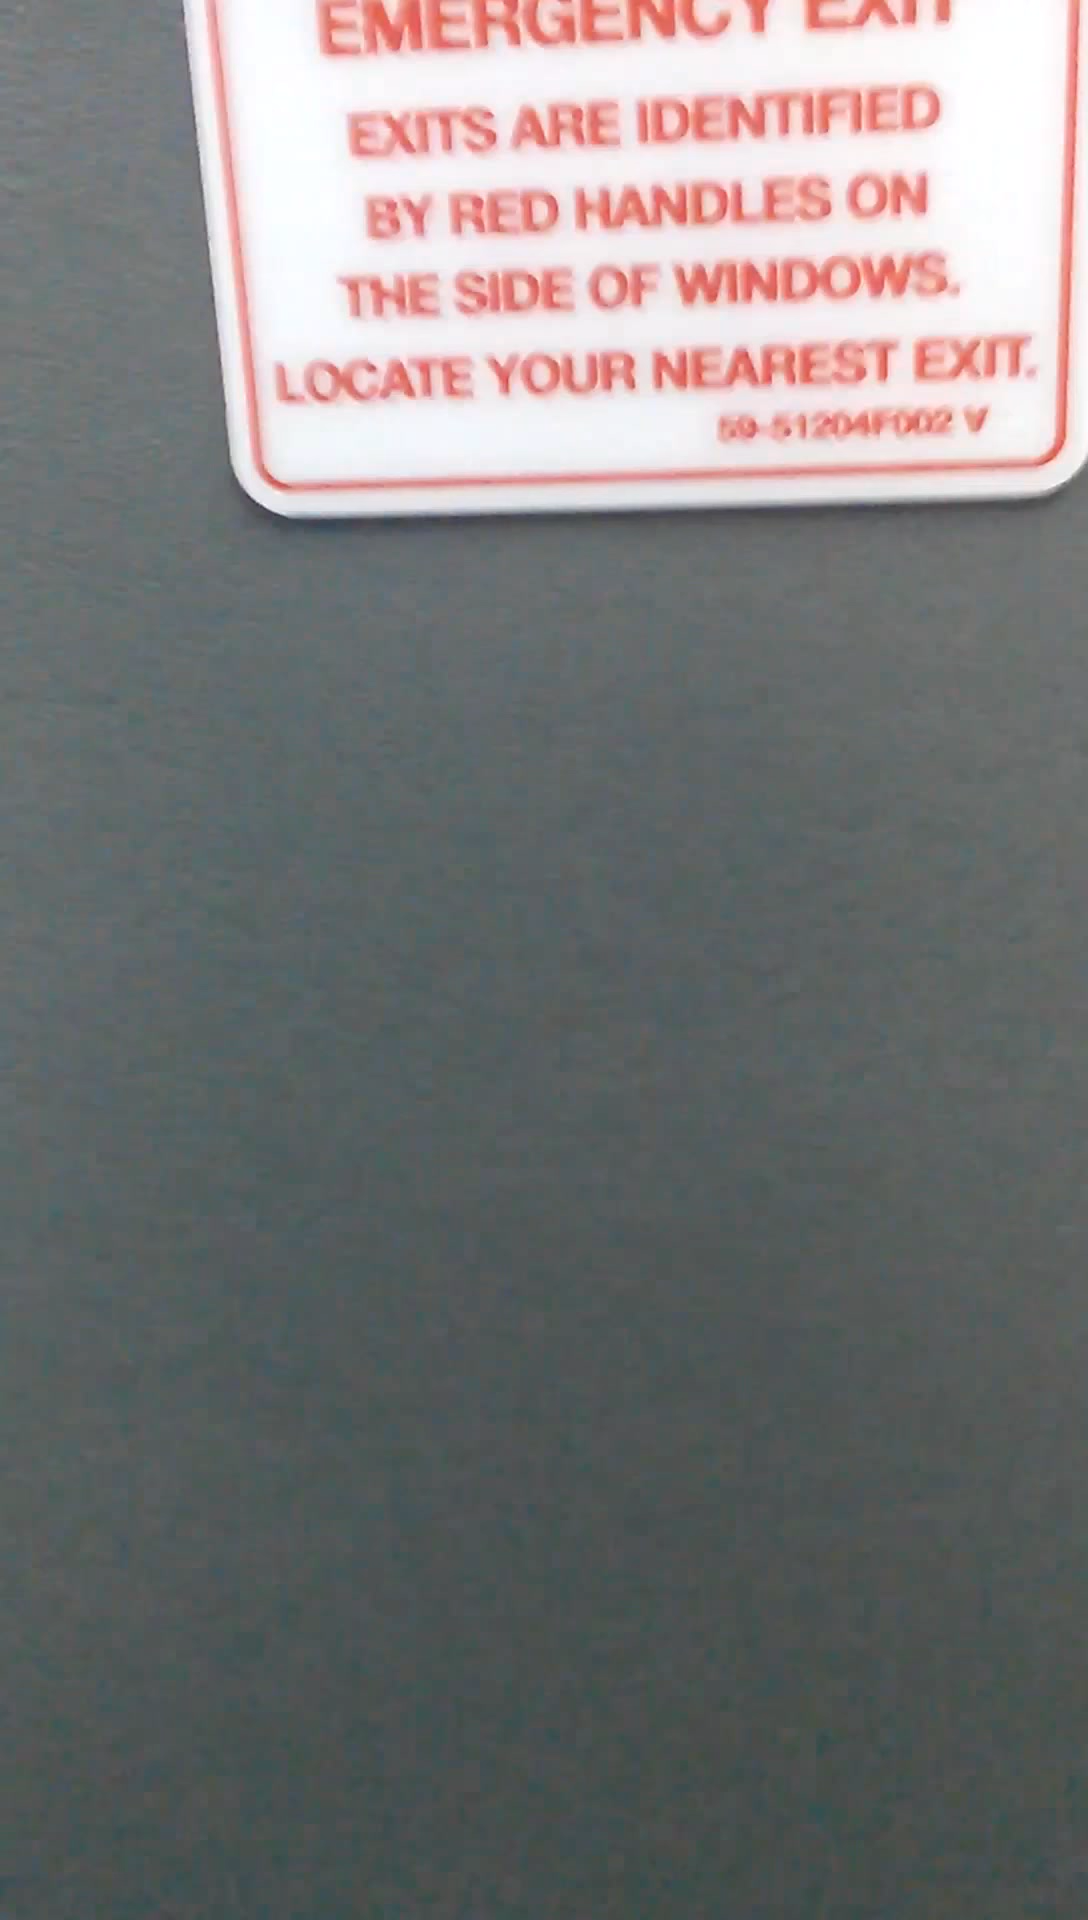 EMERGENCY EXIT
EXITS ARE IDENTIFIED
BY RED HANDLES ON
THE SIDE OF WINDOWS.
LOCATE YOUR NEAREST EXIT.
59-51204F002 V